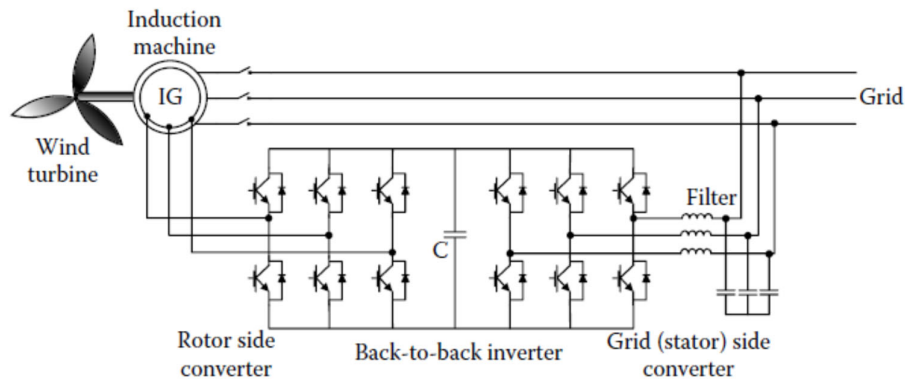 Induction
machine
IG
Grid
Wind
turbine
Filter
C
Rotor side
converter
Back-to-back inverter
Grid (stator) side
converter